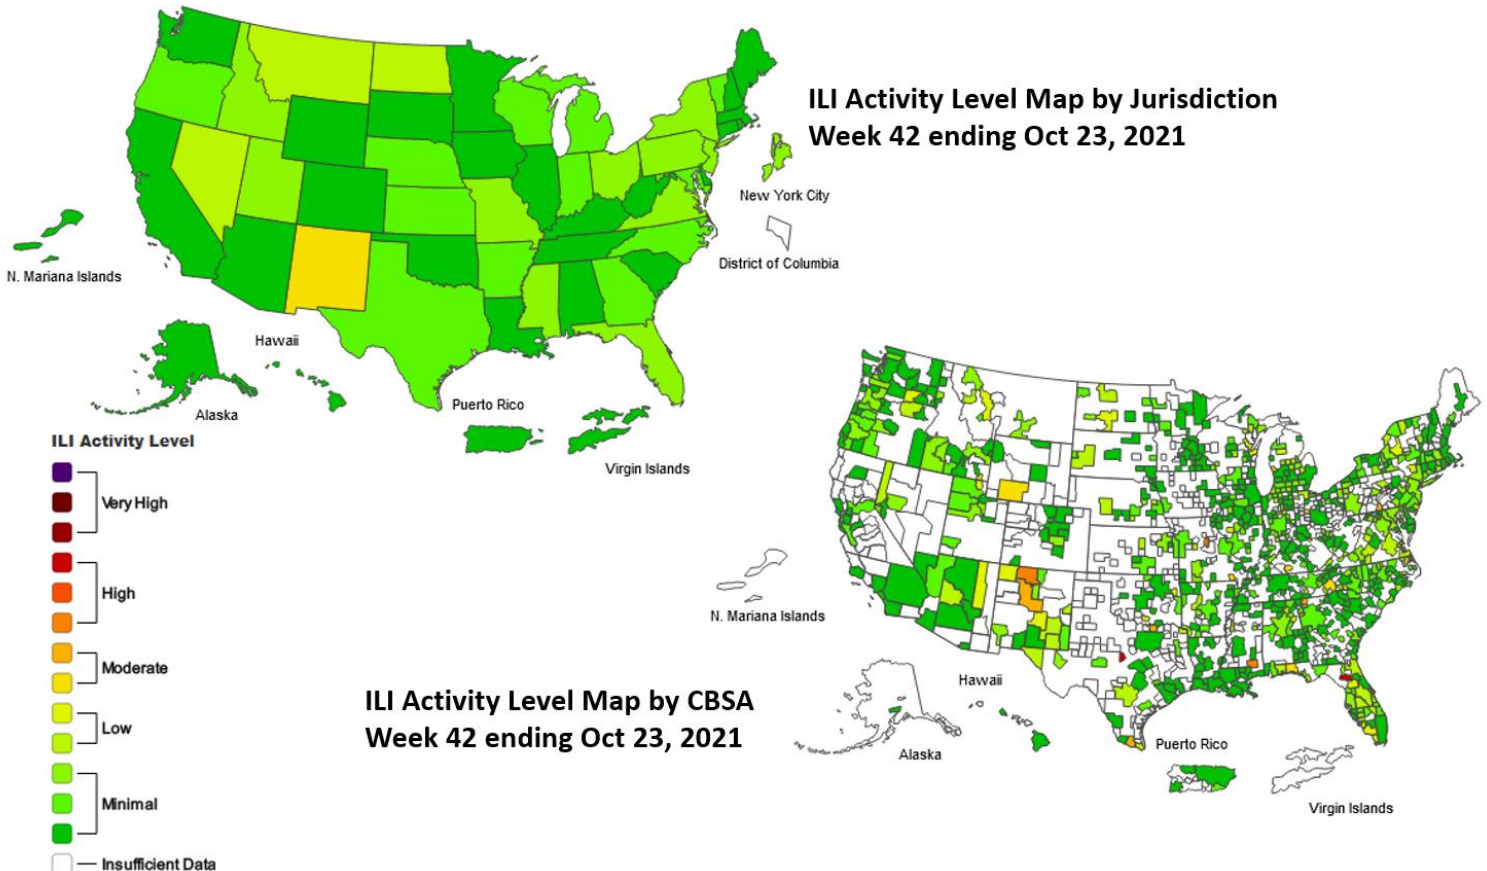 ILI Activity Level Map by Jurisdiction
Week 42 ending Oct 23, 2021
New York City
District of Columbia
N. Mariana Islands
Hawaii
Alaska
Puerto Rico
Virgin Islands
ILI Activity Level
Very High
High
Moderate
Low
Minimal
Insufficient Data
ILI Activity Level Map by CBSA
Week 42 ending Oct 23, 2021
N. Mariana Islands
Hawaii
Alaska
Puerto Rico
Virgin Islands